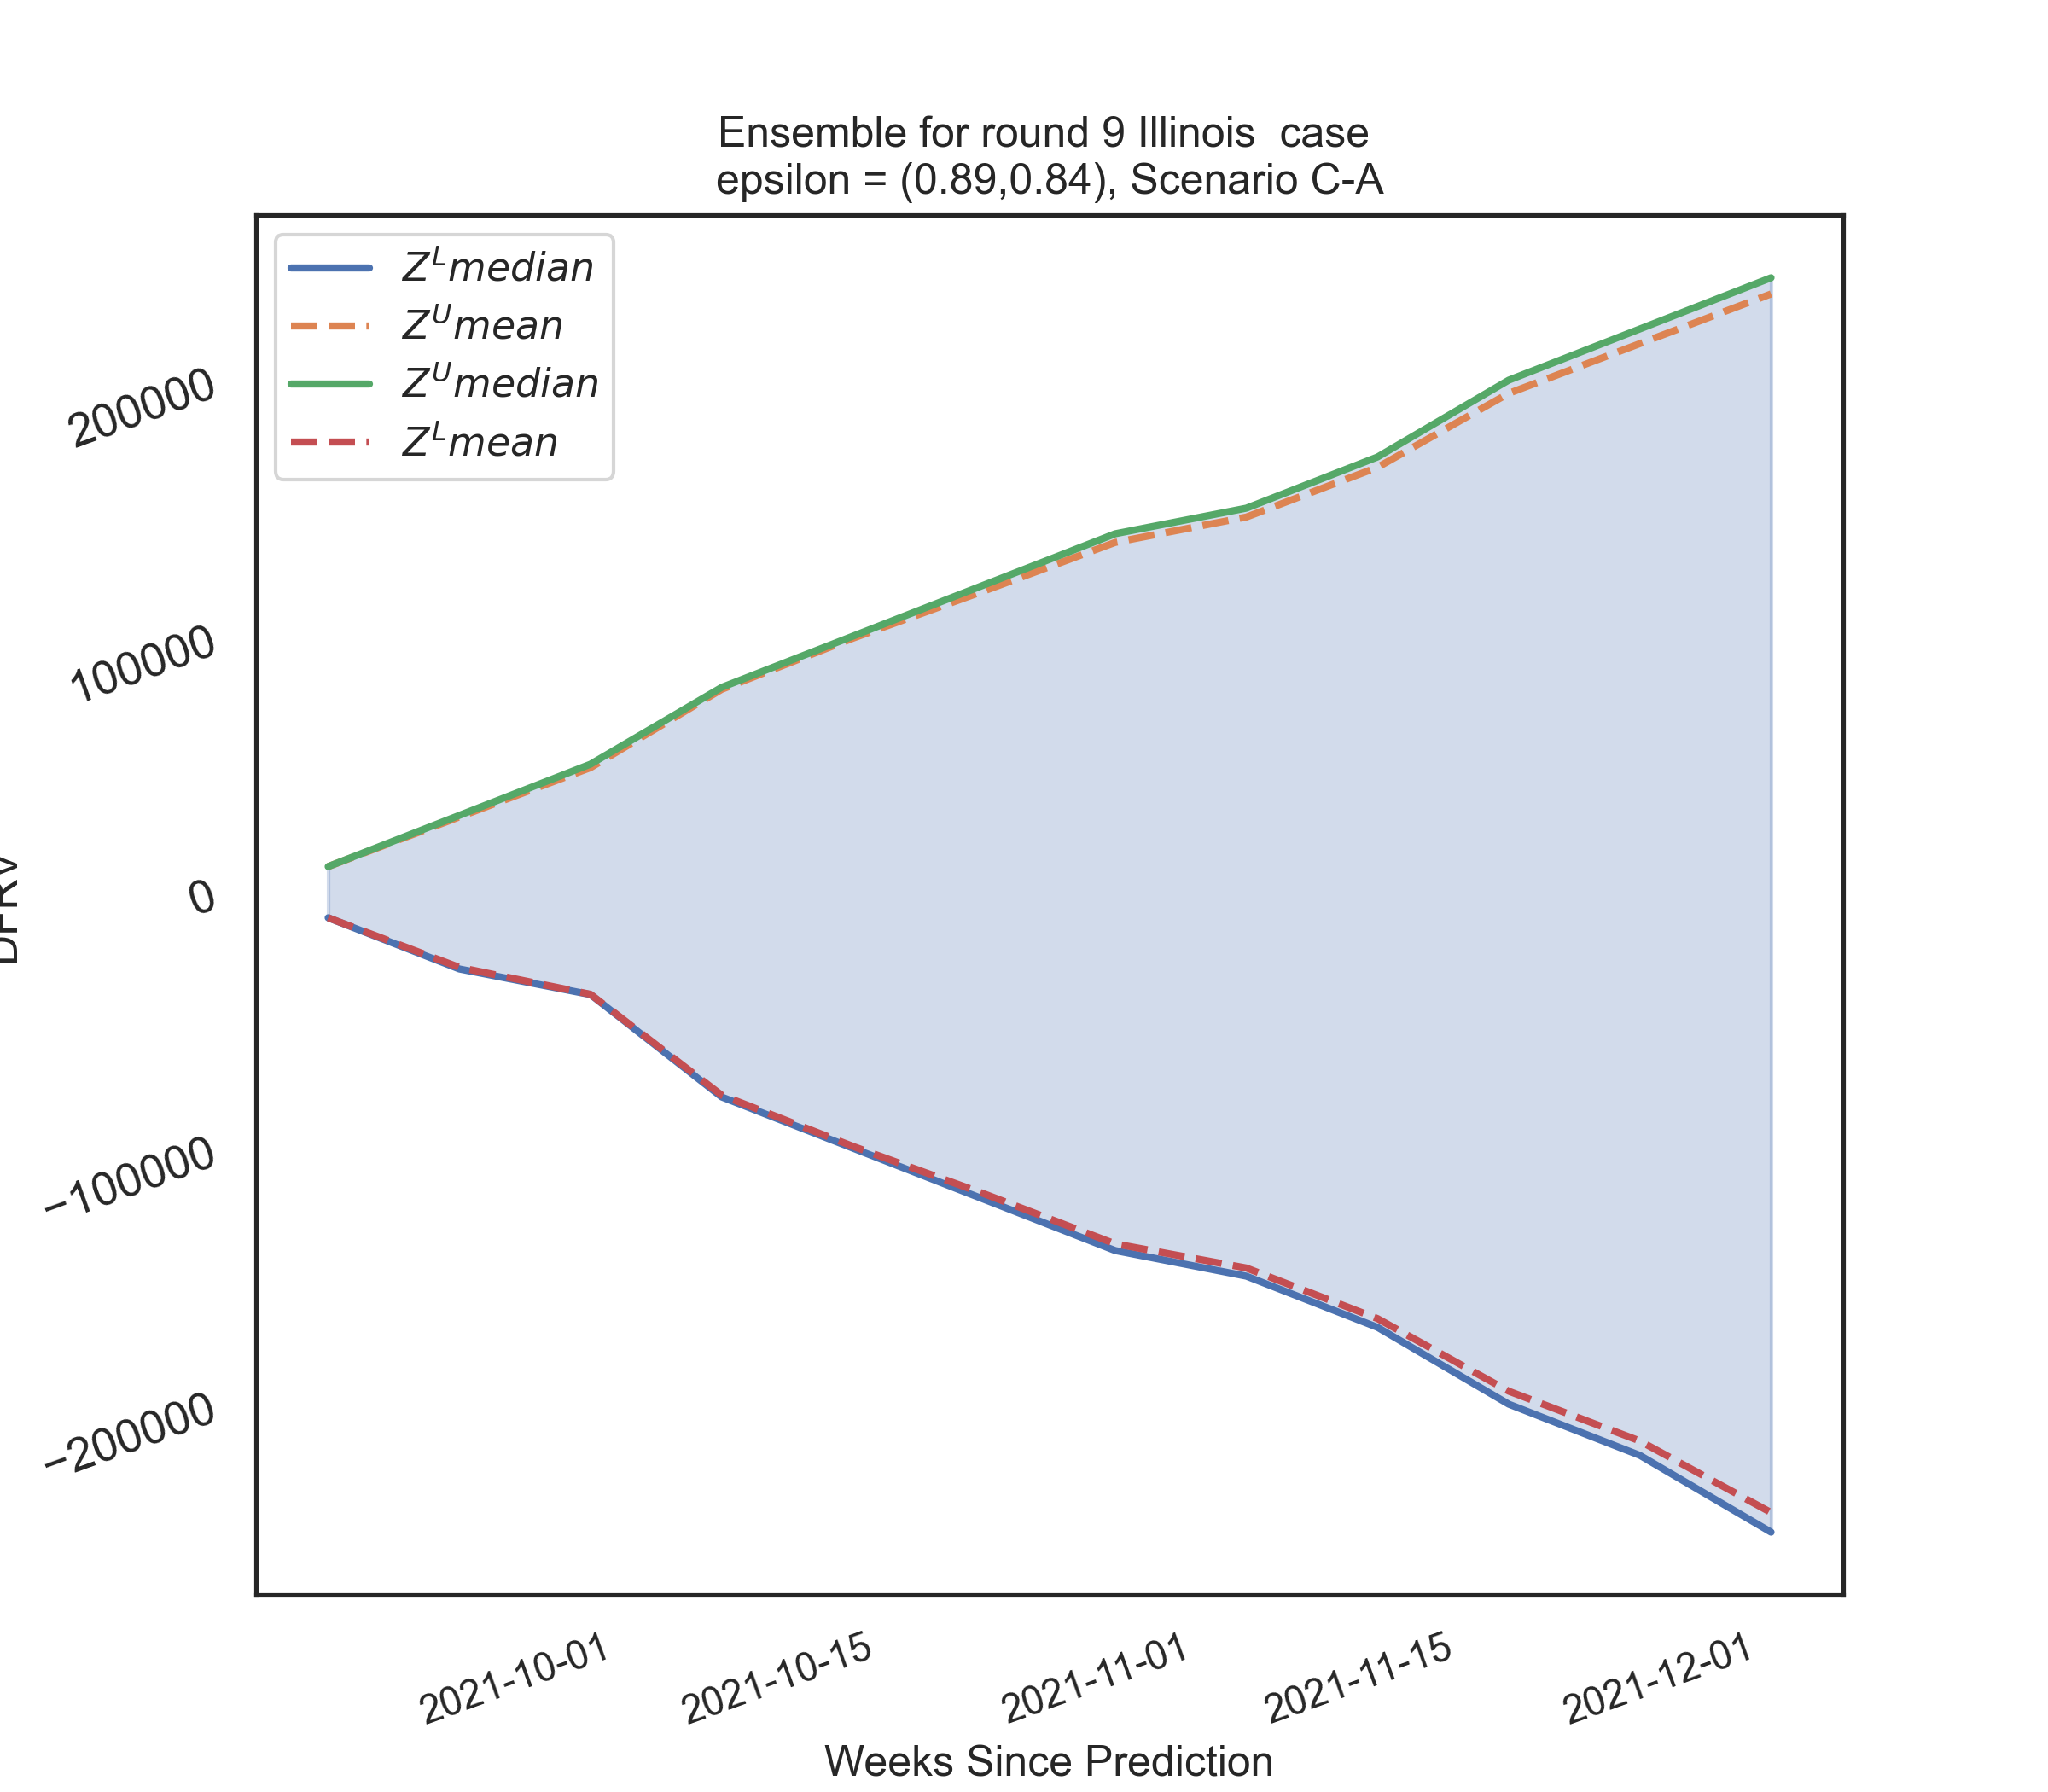 Ensemble for round 9 Illinois  case
epsilon = (0.89,0.84), Scenario C-A
Z^L median
Z^U mean
Z^U median
Z^L mean
200000
100000
0
−100000
−200000
2021-10-01
2021-10-15
2021-11-01
2021-11-15
2021-12-01
Weeks Since Prediction